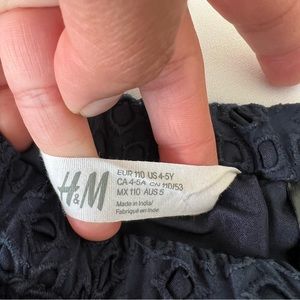 H&M
EUR 110 US 4-5Y
CA 4-5A CN 110/53
MX 110 AUS 5
Made in India/
Fabriqué en Inde